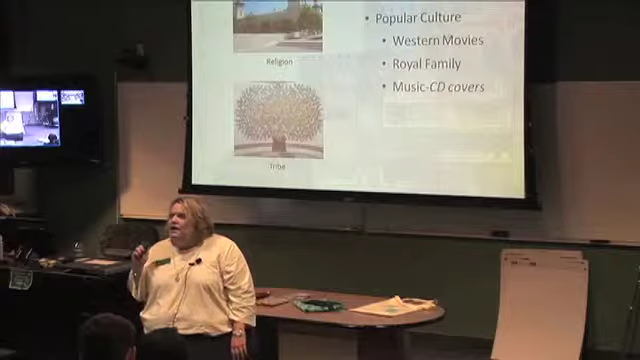 • Popular Culture
• Western Movies
• Royal Family
• Music-CD covers
Religion
Tribe